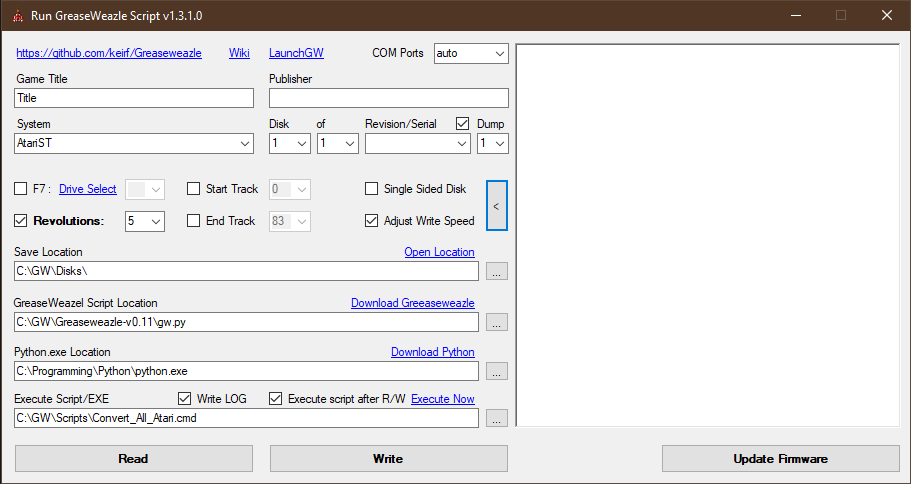 Run GreaseWeazle Script v1.3.1.0
https://github.com/keirf/Greaseweazle Wiki LaunchGW COM Ports auto
Game Title Publisher
Title
System Disk of Revision/Serial Dump
AtariST 1 1 1
F7 : Drive Select Start Track 0 Single Sided Disk
<
Revolutions: 5 End Track 83 Adjust Write Speed
Save Location Open Location
C:\GW\Disks\ ...
GreaseWeazel Script Location Download Greeaseweazle
C:\GW\Greaseweazle-v0.11\gw.py ...
Python.exe Location Download Python
C:\Programming\Python\python.exe ...
Execute Script/EXE Write LOG Execute script after R/W Execute Now
C:\GW\Scripts\Convert_All_Atari.cmd ...
Read Write Update Firmware